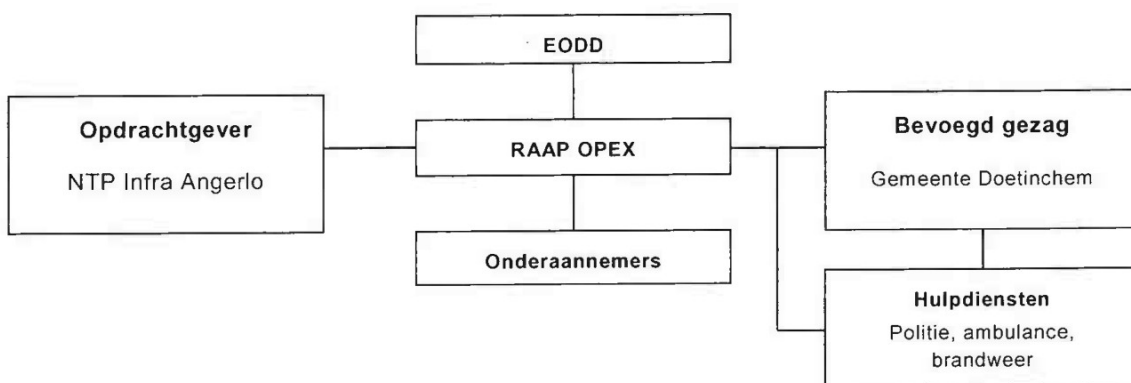 EODD
Opdrachtgever
NTP Infra Angerlo
RAAP OPEX
Bevoegd gezag
Gemeente Doetinchem
Onderaannemers
Hulpdiensten
Politie, ambulance,
brandweer